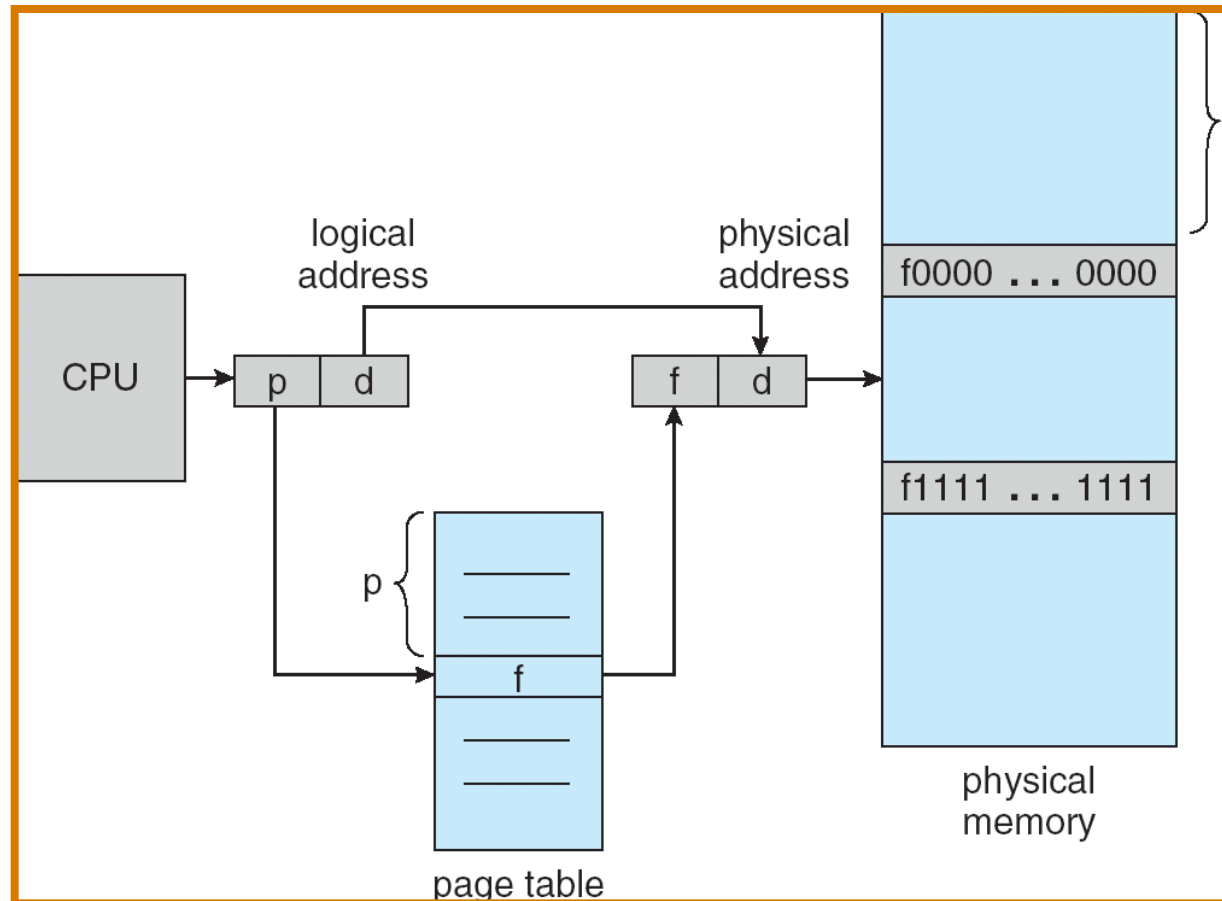 logical
address
physical
address
f0000 ... 0000
CPU
p d
f d
f1111 ... 1111
p
f
physical
memory
page table